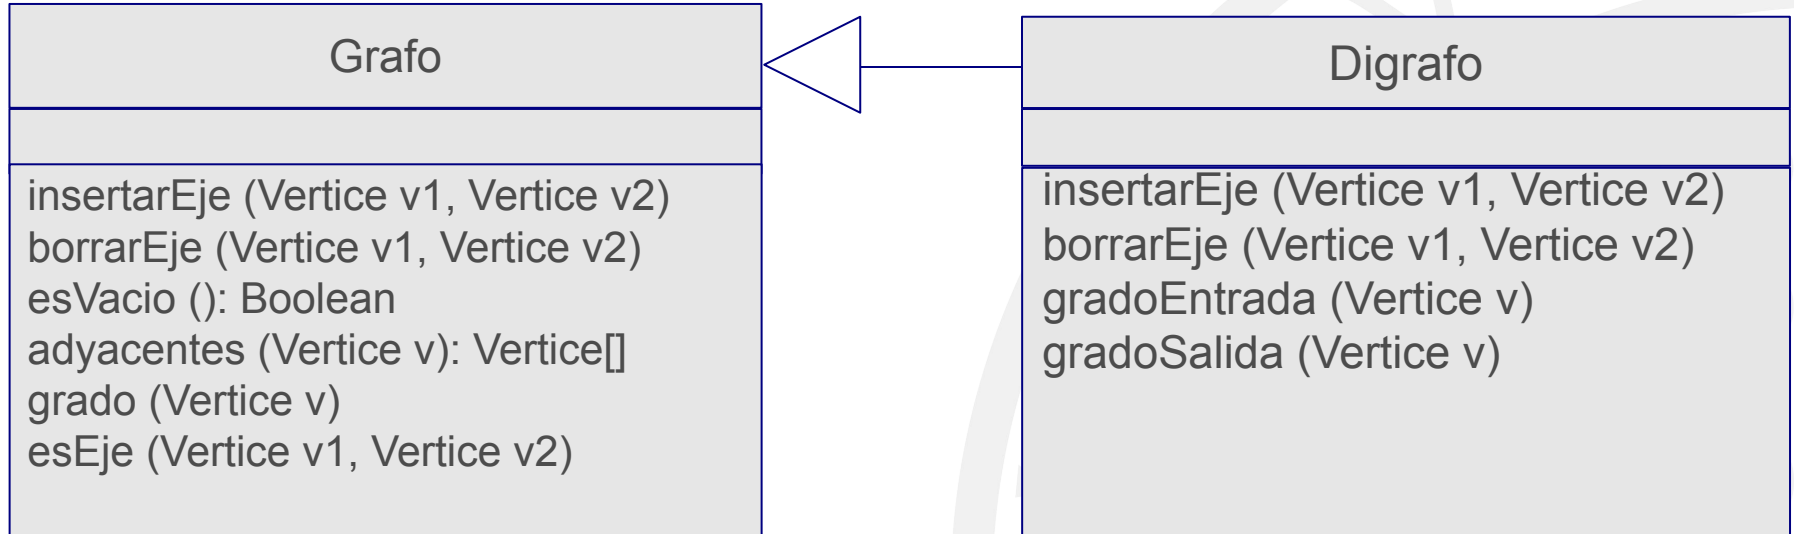 Grafo
insertarEje (Vertice v1, Vertice v2)
borrarEje (Vertice v1, Vertice v2)
esVacio (): Boolean
adyacentes (Vertice v): Vertice[]
grado (Vertice v)
esEje (Vertice v1, Vertice v2)
Digrafo
insertarEje (Vertice v1, Vertice v2)
borrarEje (Vertice v1, Vertice v2)
gradoEntrada (Vertice v)
gradoSalida (Vertice v)